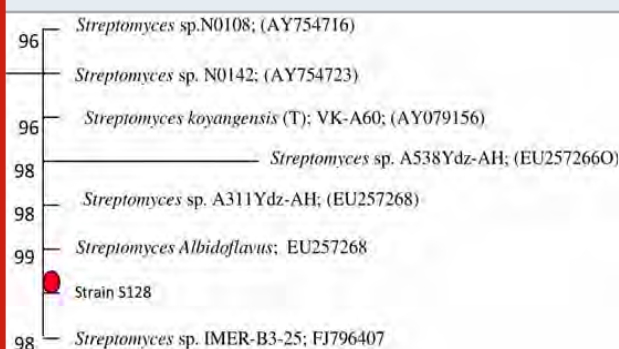 Streptomyces sp.N0108; (AY754716)
96
Streptomyces sp. N0142; (AY754723)
Streptomyces koyangensis (T); VK-A60; (AY079156)
96
Streptomyces sp. A538Ydz-AH; (EU257266O)
98
Streptomyces sp. A311Ydz-AH; (EU257268)
98
Streptomyces Albidoflavus; EU257268
99
Strain S128
Streptomyces sp. IMER-B3-25; FJ796407
98